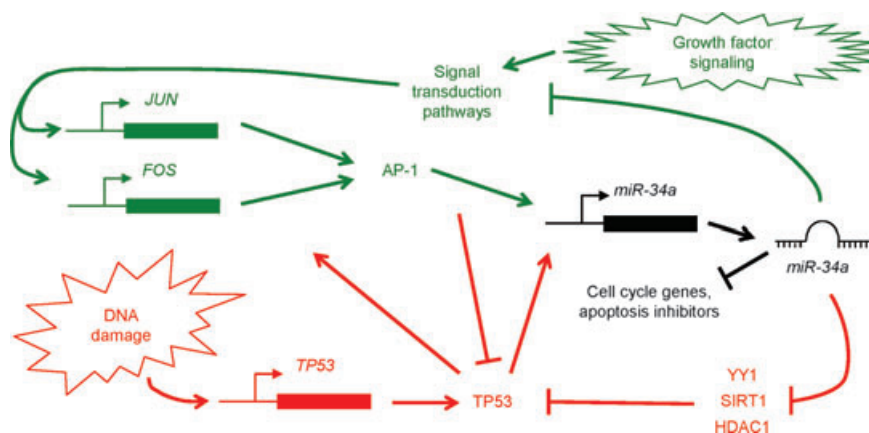 Growth factor
signaling
Signal
transduction
pathways
JUN
FOS
AP-1
miR-34a
miR-34a
Cell cycle genes,
apoptosis inhibitors
DNA
damage
TP53
TP53
YY1
SIRT1
HDAC1